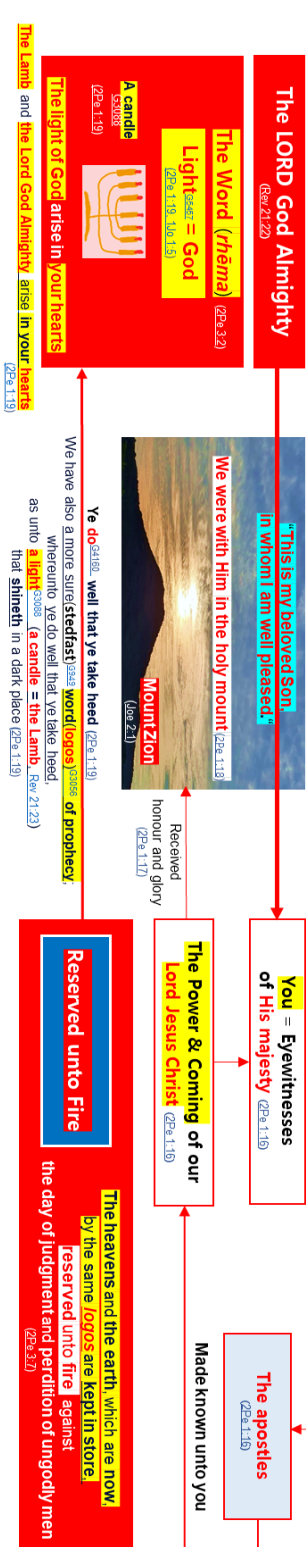 The LORD God Almighty
(Rev 21:22)
"This is my beloved Son,
in whom I am well pleased."
You = Eyewitnesses
of His majesty (2Pe 1:16)
The apostles
(2Pe 1:16)
The Word (rhēma) (2Pe 3:2)
Light G5457 = God
(2Pe 1:19, 1Jo 1:5)
A candle
G3088
(2Pe 1:19)
The light of God arise in your hearts
The Lamb and the Lord God Almighty arise in your hearts
(2Pe 1:19)
We were with Him in the holy mount (2Pe 1:18)
Mount Zion
(Joe 2:1)
Received
honour and glory
(2Pe 1:17)
The Power & Coming of our
Lord Jesus Christ (2Pe 1:16)
Made known unto you
Ye do G4160 well that ye take heed (2Pe 1:19)
We have also a more sure(stedfast) G949 word(logos) G3056 of prophecy;
whereunto ye do well that ye take heed,
as unto a light G3088 (a candle = the Lamb, Rev 21:23)
that shineth in a dark place (2Pe 1:19)
Reserved unto Fire
The heavens and the earth, which are now,
by the same logos are kept in store,
reserved unto fire against
the day of judgment and perdition of ungodly men
(2Pe 3:7)